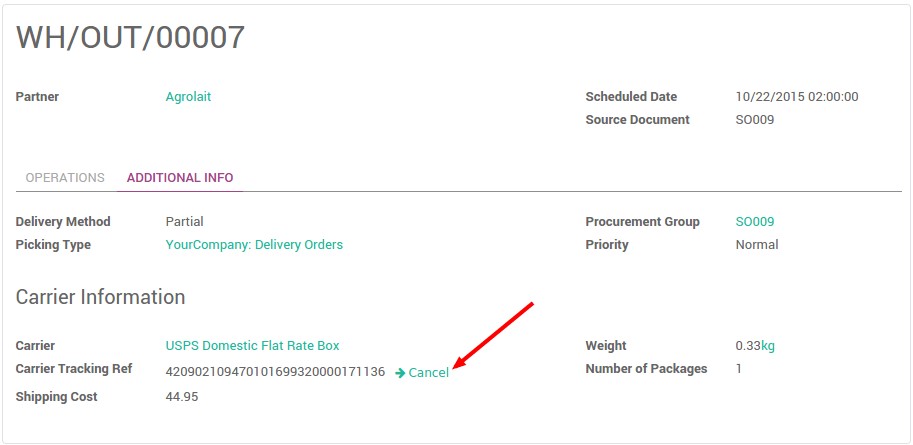 WH/OUT/00007
Partner Agrolait Scheduled Date 10/22/2015 02:00:00
Source Document SO009
OPERATIONS ADDITIONAL INFO
Delivery Method Partial Procurement Group SO009
Picking Type YourCompany: Delivery Orders Priority Normal
Carrier Information
Carrier USPS Domestic Flat Rate Box Weight 0.33kg
Carrier Tracking Ref 420902109470101699320000171136 Cancel Number of Packages 1
Shipping Cost 44.95